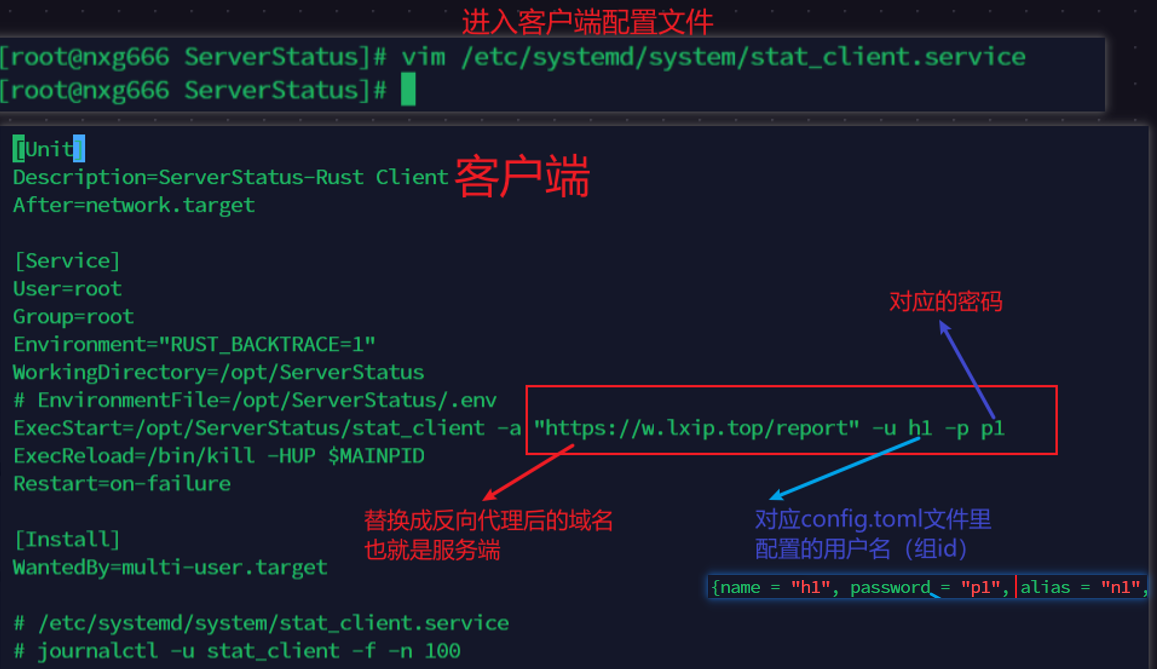 进入客户端配置文件
[root@nxg666 ServerStatus]# vim /etc/systemd/system/stat_client.service
[root@nxg666 ServerStatus]#
[Unit]
Description=ServerStatus-Rust Client
客户端
After=network.target
[Service]
User=root
Group=root
Environment="RUST_BACKTRACE=1"
WorkingDirectory=/opt/ServerStatus
# EnvironmentFile=/opt/ServerStatus/.env
ExecStart=/opt/ServerStatus/stat_client -a "https://w.lxip.top/report" -u h1 -p p1
ExecReload=/bin/kill -HUP $MAINPID
Restart=on-failure
[Install]
WantedBy=multi-user.target
# /etc/systemd/system/stat_client.service
# journalctl -u stat_client -f -n 100
对应的密码
替换成反向代理后的域名
也就是服务端
对应config.toml文件里
配置的用户名（组id）
{name = "h1", password = "p1", alias = "n1",